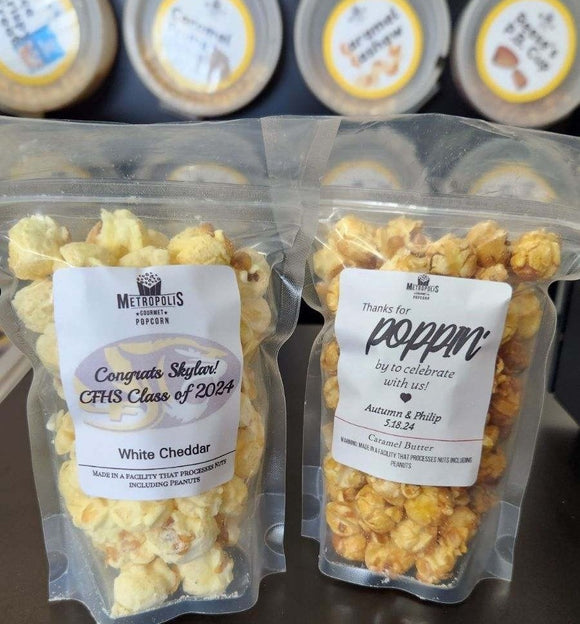 Caramel
Caramel
Cashew
P.B. Cup
METROPOLIS
★GOURMET★
POPCORN
Congrats Skylar!
CFHS Class of 2024
White Cheddar
MADE IN A FACILITY THAT PROCESSES NUTS
INCLUDING PEANUTS
METROPOLIS
POPCORN
Thanks for
poppin'
by to celebrate
with us!
Autumn & Philip
5.18.24
Caramel Butter
WARNING: MADE IN A FACILITY THAT PROCESSES NUTS INCLUDING
PEANUTS